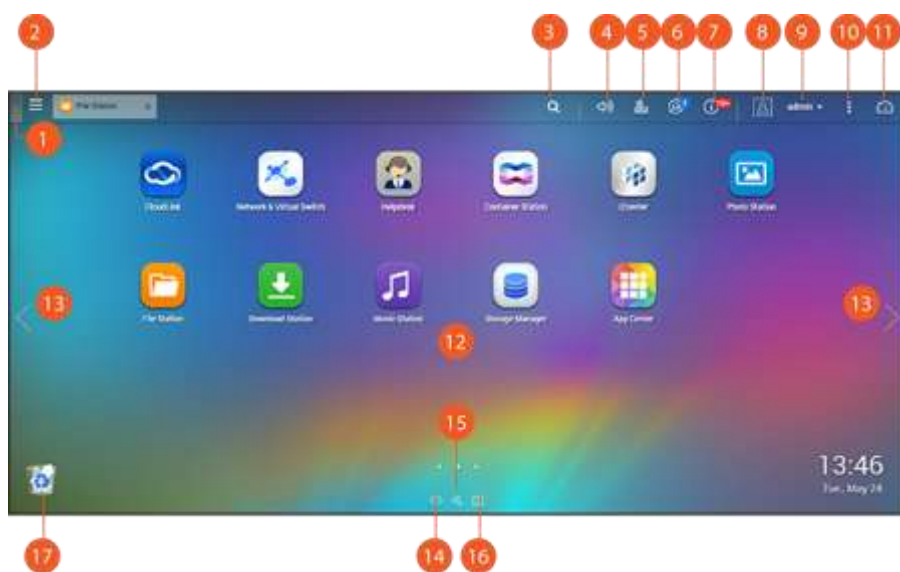 2
3
4
5
6
7
8
9
10
11
File Station
10+
admin
1
CloudLink
Network & Virtual Switch
Helpdesk
Container Station
Qcenter
Photo Station
13
13
File Station
Download Station
Music Station
Storage Manager
App Center
12
15
13:46
Tue., May 24
17
14
16